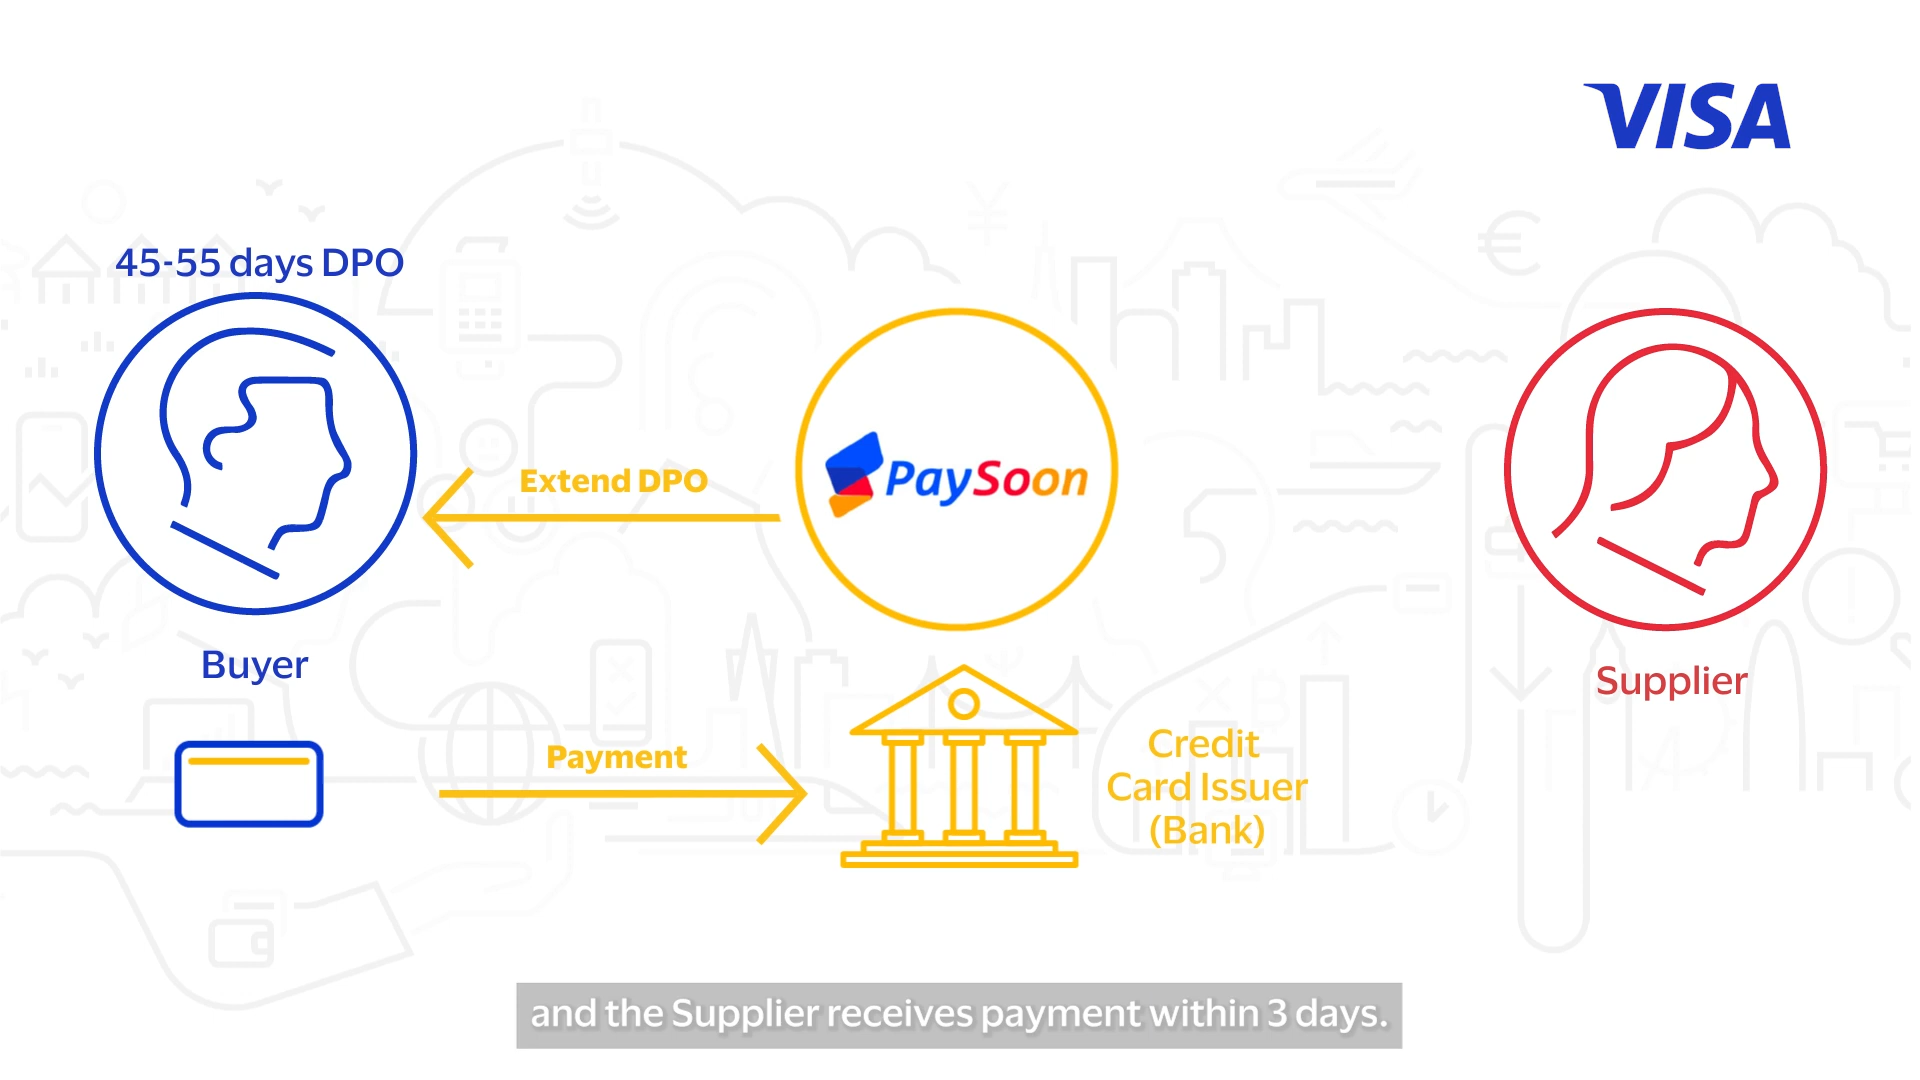 VISA
45-55 days DPO
Extend DPO
PaySoon
Buyer
Supplier
Payment
Credit
Card Issuer
(Bank)
and the Supplier receives payment within 3 days.